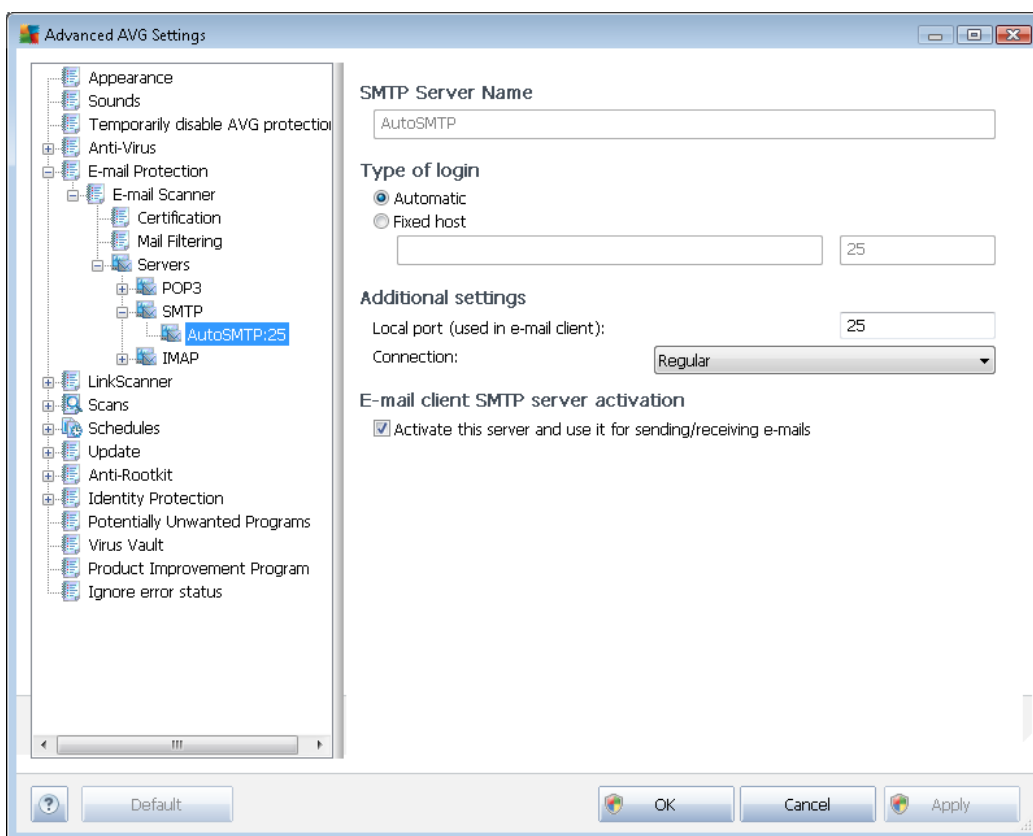 Advanced AVG Settings
Appearance
Sounds
Temporarily disable AVG protection
Anti-Virus
E-mail Protection
E-mail Scanner
Certification
Mail Filtering
Servers
POP3
SMTP
AutoSMTP:25
IMAP
LinkScanner
Scans
Schedules
Update
Anti-Rootkit
Identity Protection
Potentially Unwanted Programs
Virus Vault
Product Improvement Program
Ignore error status
SMTP Server Name
AutoSMTP
Type of login
Automatic
Fixed host
25
Additional settings
Local port (used in e-mail client): 25
Connection: Regular
E-mail client SMTP server activation
Activate this server and use it for sending/receiving e-mails
? Default OK Cancel Apply